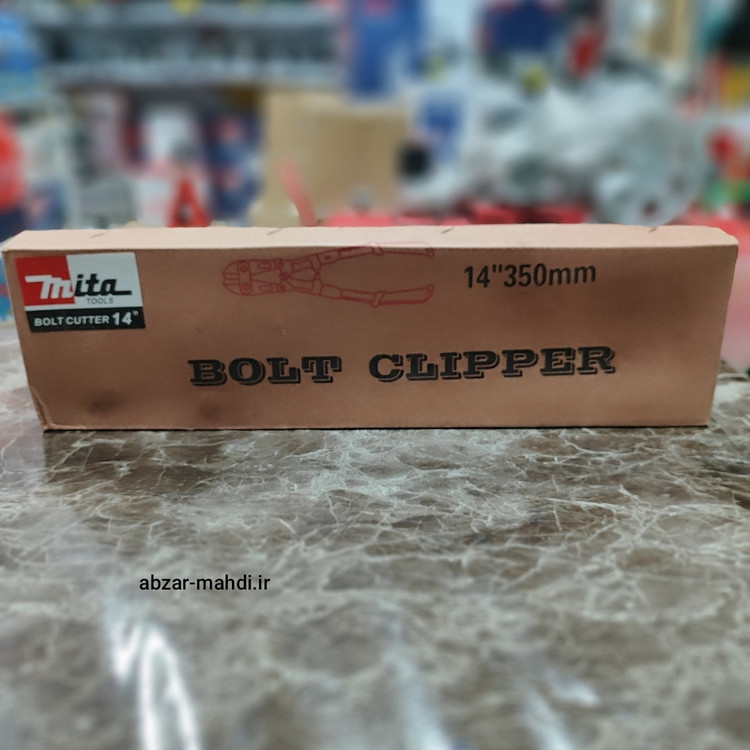 mita
TOOLS
BOLT CUTTER 14"
14"350mm
BOLT CLIPPER
abzar-mahdi.ir